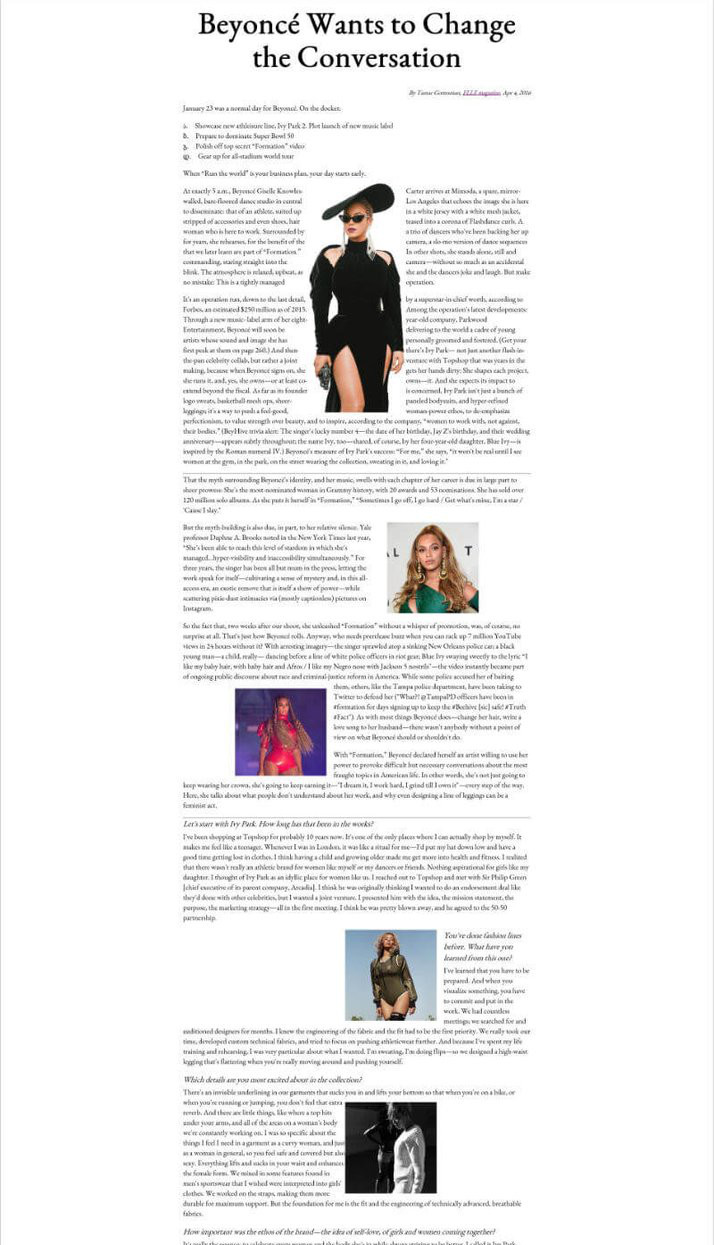 Beyoncé Wants to Change
the Conversation
By Tamar Gottesman, ELLE magazine, Apr 4, 2016
January 23 was a normal day for Beyoncé. On the docket:
Showcase new athleisure line, Ivy Park 2. Plot launch of new music label
Prepare to dominate Super Bowl 50
Polish off top secret "Formation" video
Gear up for all-stadium world tour
When "Run the world" is your business plan, your day starts early.
At exactly 5 a.m., Beyoncé Giselle Knowles- Carter arrives at Mimoda, a spare, mirror-
walled, bare-floored dance studio in central Los Angeles that echoes the image she is here
to disseminate: that of an athlete, suited up in a white jersey with a white mesh jacket,
stripped of accessories and even shoes, hair teased into a corona of Flashdance curls. A
woman who is here to work. Surrounded by a trio of dancers who've been backing her up
for years, she rehearses, for the benefit of the camera, a slo-mo version of dance sequences
that we later learn are part of "Formation." In other shots, she stands alone, still and
commanding, staring straight into the camera—without so much as an accidental
blink. The atmosphere is relaxed, upbeat, as she and the dancers joke and laugh. But make
no mistake: This is a tightly managed operation.
It's an operation run, down to the last detail, by a superstar-in-chief worth, according to
Forbes, an estimated $250 million as of 2015. Among the operation's latest developments:
Through a new music-label arm of her eight- year-old company, Parkwood
Entertainment, Beyoncé will soon be delivering to the world a cadre of young
artists whose sound and image she has personally groomed and fostered. (Get your
first peek at them on page 268.) And then there's Ivy Park— not just another flash-in-
the-pan celebrity collab, but rather a joint venture with Topshop that was years in the
making, because when Beyoncé signs on, she gets her hands dirty: She shapes each project,
she runs it, and, yes, she owns—or at least co- owns—it. And she expects its impact to
extend beyond the fiscal. As far as its founder is concerned, Ivy Park isn't just a bunch of
logo sweats, basketball-mesh ops, sheer- paneled bodysuits, and hyper-refined
leggings; it's a way to push a feel-good, woman-power ethos, to de-emphasize
perfectionism, to value strength over beauty, and to inspire, according to the company, "women to work with, not against,
their bodies." (BeyHive trivia alert: The singer's lucky number 4—the date of her birthday, Jay Z's birthday, and their wedding
anniversary—appears subtly throughout; the name Ivy, too—shared, of course, by her four-year-old daughter, Blue Ivy—is
inspired by the Roman numeral IV.) Beyoncé's measure of Ivy Park's success: "For me," she says, "it won't be real until I see
women at the gym, in the park, on the street wearing the collection, sweating in it, and loving it."
That the myth surrounding Beyoncé's identity, and her music, swells with each chapter of her career is due in large part to
sheer prowess: She's the most-nominated woman in Grammy history, with 20 awards and 53 nominations. She has sold over
120 million solo albums. As she puts it herself in "Formation," "Sometimes I go off, I go hard / Get what's mine, I'm a star /
'Cause I slay."
But the myth-building is also due, in part, to her relative silence. Yale
professor Daphne A. Brooks noted in the New York Times last year,
"She's been able to reach this level of stardom in which she's
managed...hyper-visibility and inaccessibility simultaneously." For
three years, the singer has been all but mum in the press, letting the
work speak for itself—cultivating a sense of mystery and, in this all-
access era, an exotic remove that is itself a show of power—while
scattering pixie-dust intimacies via (mostly captionless) pictures on
Instagram.
So the fact that, two weeks after our shoot, she unleashed "Formation" without a whisper of promotion, was, of course, no
surprise at all. That's just how Beyoncé rolls. Anyway, who needs prerelease buzz when you can rack up 7 million YouTube
views in 24 hours without it? With arresting imagery—the singer sprawled atop a sinking New Orleans police car; a black
young man—a child, really— dancing before a line of white police officers in riot gear; Blue Ivy swaying sweetly to the lyric "I
like my baby hair, with baby hair and Afros / I like my Negro nose with Jackson 5 nostrils"—the video instantly became part
of ongoing public discourse about race and criminal-justice reform in America. While some police accused her of baiting
them, others, like the Tampa police department, have been taking to
Twitter to defend her ("What?! @TampaPD officers have been in
#formation for days signing up to keep the #Beehive [sic] safe! #Truth
#Fact"). As with most things Beyoncé does—change her hair, write a
love song to her husband—there wasn't anybody without a point of
view on what Beyoncé should or shouldn't do.
With "Formation," Beyoncé declared herself an artist willing to use her
power to provoke difficult but necessary conversations about the most
fraught topics in American life. In other words, she's not just going to
keep wearing her crown, she's going to keep earning it—"I dream it, I work hard, I grind till I own it"—every step of the way.
Here, she talks about what people don't understand about her work, and why even designing a line of leggings can be a
feminist act.
Let's start with Ivy Park. How long has that been in the works?
I've been shopping at Topshop for probably 10 years now. It's one of the only places where I can actually shop by myself. It
makes me feel like a teenager. Whenever I was in London, it was like a ritual for me—I'd put my hat down low and have a
good time getting lost in clothes. I think having a child and growing older made me get more into health and fitness. I realized
that there wasn't really an athletic brand for women like myself or my dancers or friends. Nothing aspirational for girls like my
daughter. I thought of Ivy Park as an idyllic place for women like us. I reached out to Topshop and met with Sir Philip Green
[chief executive of its parent company, Arcadia]. I think he was originally thinking I wanted to do an endorsement deal like
they'd done with other celebrities, but I wanted a joint venture. I presented him with the idea, the mission statement, the
purpose, the marketing strategy—all in the first meeting. I think he was pretty blown away, and he agreed to the 50-50
partnership.
You've done fashion lines
before. What have you
learned from this one?
I've learned that you have to be
prepared. And when you
visualize something, you have
to commit and put in the
work. We had countless
meetings; we searched for and
auditioned designers for months. I knew the engineering of the fabric and the fit had to be the first priority. We really took our
time, developed custom technical fabrics, and tried to focus on pushing athleticwear further. And because I've spent my life
training and rehearsing, I was very particular about what I wanted. I'm sweating, I'm doing flips—so we designed a high-waist
legging that's flattering when you're really moving around and pushing yourself.
Which details are you most excited about in the collection?
There's an invisible underlining in our garments that sucks you in and lifts your bottom so that when you're on a bike, or
when you're running or jumping, you don't feel that extra
reverb. And there are little things, like where a top hits
under your arms, and all of the areas on a woman's body
we're constantly working on. I was so specific about the
things I feel I need in a garment as a curvy woman, and just
as a woman in general, so you feel safe and covered but also
sexy. Everything lifts and sucks in your waist and enhances
the female form. We mixed in some features found in
men's sportswear that I wished were interpreted into girls'
clothes. We worked on the straps, making them more
durable for maximum support. But the foundation for me is the fit and the engineering of technically advanced, breathable
fabrics.
How important was the ethos of the brand—the idea of self-love, of girls and women coming together?